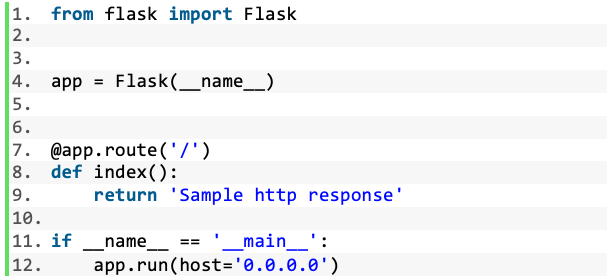 1. from flask import Flask
2.
3.
4. app = Flask(__name__)
5.
6.
7. @app.route('/')
8. def index():
9.     return 'Sample http response'
10.
11. if __name__ == '__main__':
12.     app.run(host='0.0.0.0')